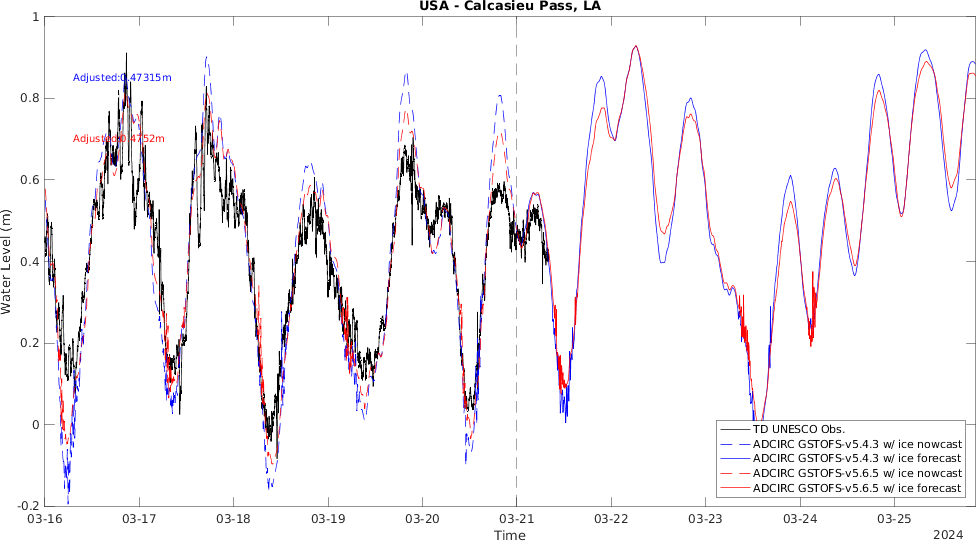 USA - Calcasieu Pass, LA
1
0.8
0.6
0.4
0.2
0
-0.2
Water Level (m)
Adjusted:0.47315m
Adjusted:0.4752m
TD UNESCO Obs.
ADCIRC GSTOFS-v5.4.3 w/ ice nowcast
ADCIRC GSTOFS-v5.4.3 w/ ice forecast
ADCIRC GSTOFS-v5.6.5 w/ ice nowcast
ADCIRC GSTOFS-v5.6.5 w/ ice forecast
03-16 03-17 03-18 03-19 03-20 03-21 03-22 03-23 03-24 03-25
Time
2024